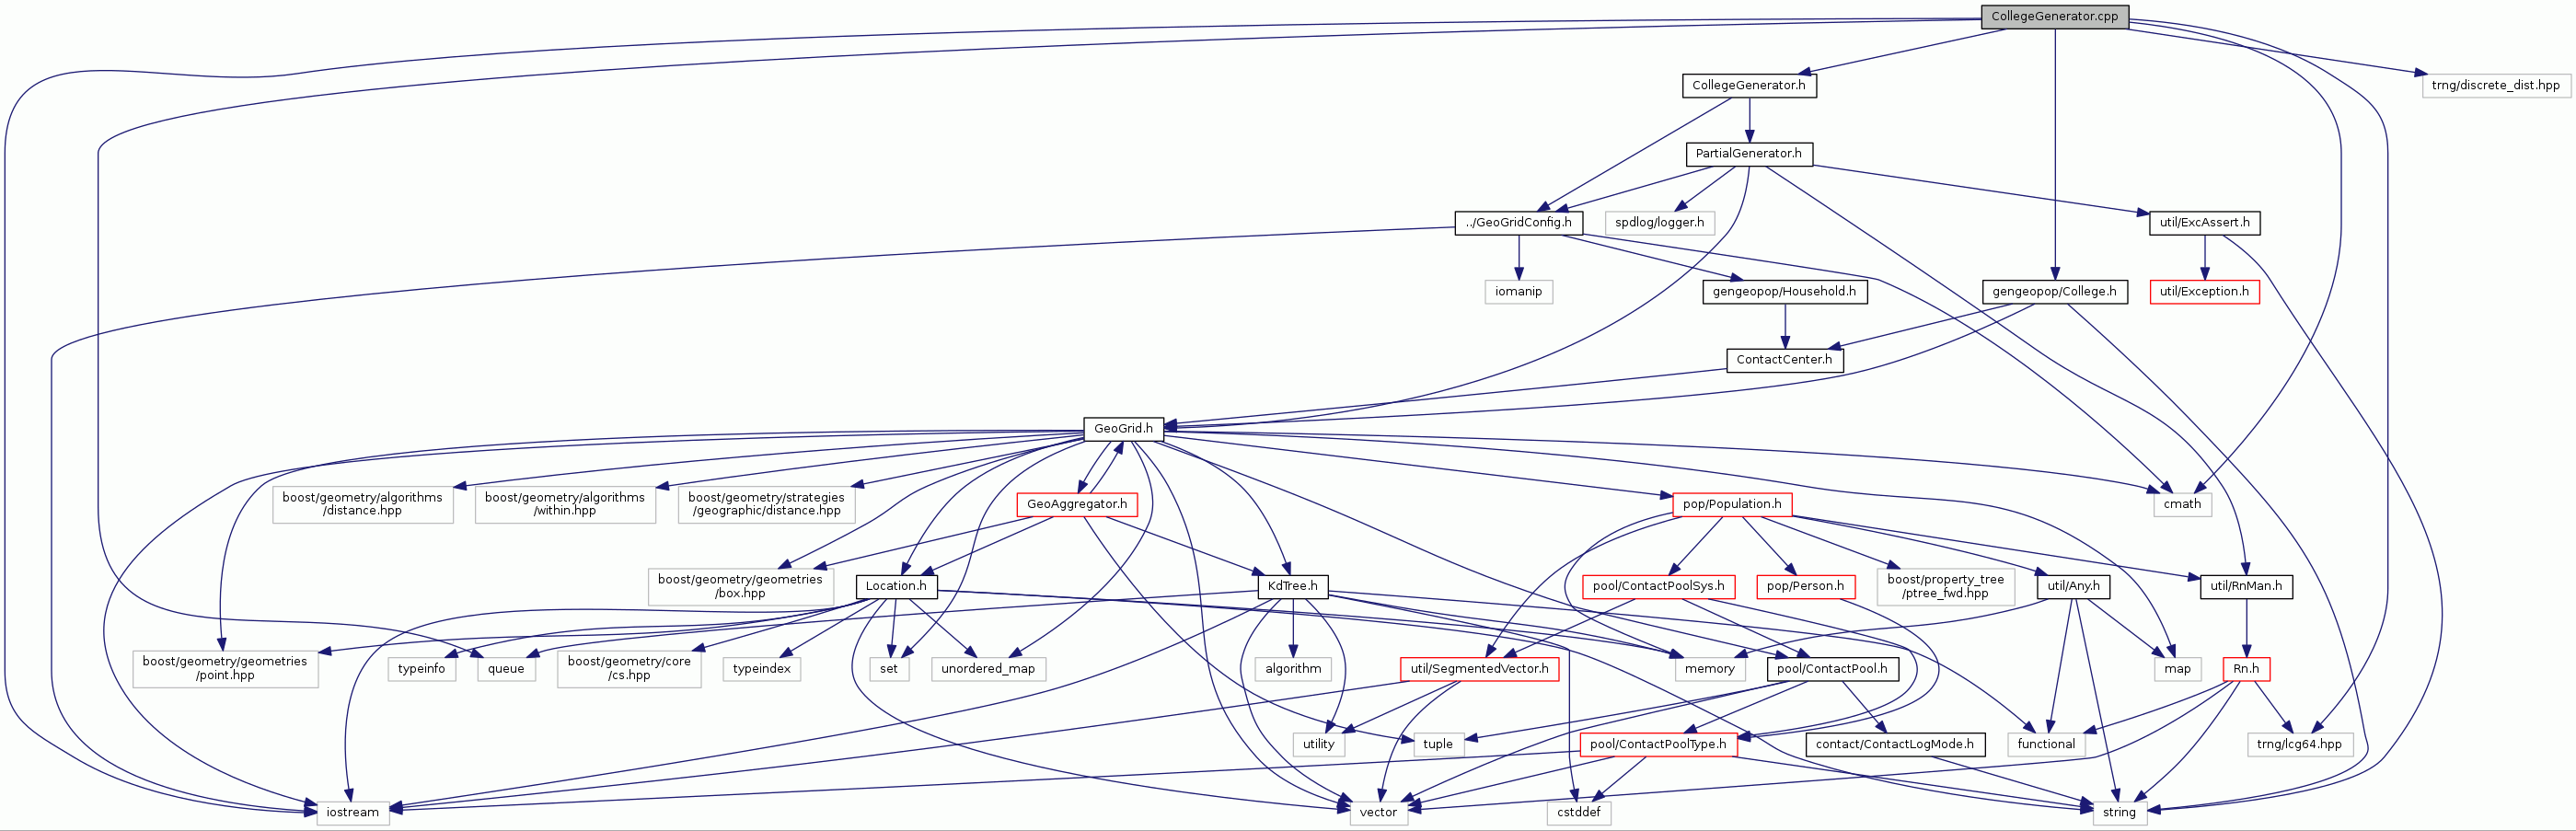 CollegeGenerator.cpp
CollegeGenerator.h
trng/discrete_dist.hpp
PartialGenerator.h
../GeoGridConfig.h
spdlog/logger.h
util/ExcAssert.h
iomanip
gengeopop/Household.h
gengeopop/College.h
util/Exception.h
ContactCenter.h
GeoGrid.h
boost/geometry/algorithms
/distance.hpp
boost/geometry/algorithms
/within.hpp
boost/geometry/strategies
/geographic/distance.hpp
GeoAggregator.h
pop/Population.h
cmath
boost/geometry/geometries
/box.hpp
Location.h
KdTree.h
pool/ContactPoolSys.h
pop/Person.h
boost/property_tree
/ptree_fwd.hpp
util/Any.h
util/RnMan.h
boost/geometry/geometries
/point.hpp
typeinfo
queue
boost/geometry/core
/cs.hpp
typeindex
set
unordered_map
algorithm
util/SegmentedVector.h
memory
pool/ContactPool.h
map
Rn.h
utility
tuple
pool/ContactPoolType.h
contact/ContactLogMode.h
functional
trng/lcg64.hpp
iostream
vector
cstddef
string